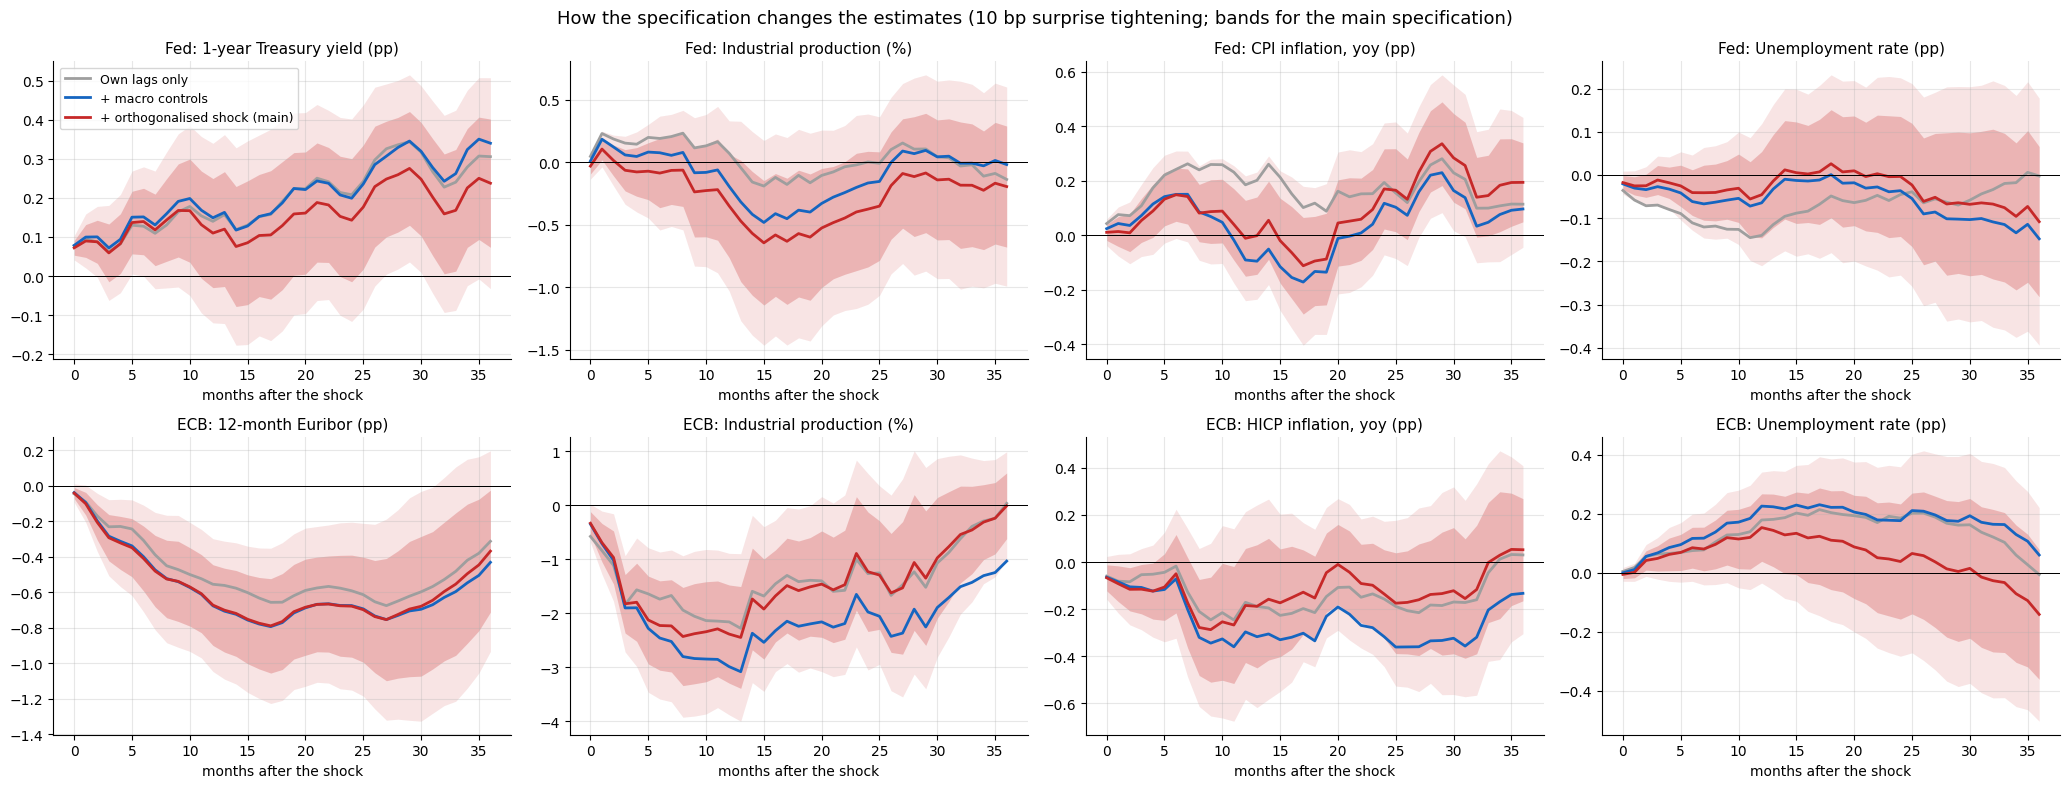 How the specification changes the estimates (10 bp surprise tightening; bands for the main specification)
Fed: 1-year Treasury yield (pp)
Own lags only
+ macro controls
+ orthogonalised shock (main)
0.5
0.4
0.3
0.2
0.1
0.0
−0.1
−0.2
0 5 10 15 20 25 30 35
months after the shock
Fed: Industrial production (%)
0.5
0.0
−0.5
−1.0
−1.5
0 5 10 15 20 25 30 35
months after the shock
Fed: CPI inflation, yoy (pp)
0.6
0.4
0.2
0.0
−0.2
−0.4
0 5 10 15 20 25 30 35
months after the shock
Fed: Unemployment rate (pp)
0.2
0.1
0.0
−0.1
−0.2
−0.3
−0.4
0 5 10 15 20 25 30 35
months after the shock
ECB: 12-month Euribor (pp)
0.2
0.0
−0.2
−0.4
−0.6
−0.8
−1.0
−1.2
−1.4
0 5 10 15 20 25 30 35
months after the shock
ECB: Industrial production (%)
1
0
−1
−2
−3
−4
0 5 10 15 20 25 30 35
months after the shock
ECB: HICP inflation, yoy (pp)
0.4
0.2
0.0
−0.2
−0.4
−0.6
0 5 10 15 20 25 30 35
months after the shock
ECB: Unemployment rate (pp)
0.4
0.2
0.0
−0.2
−0.4
0 5 10 15 20 25 30 35
months after the shock